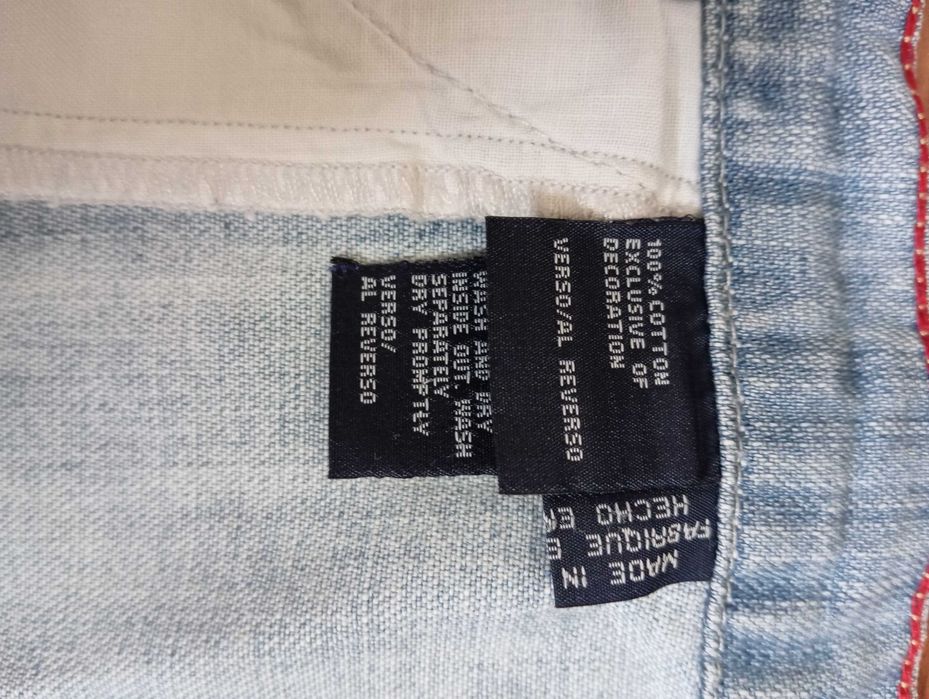 100% COTTON
EXCLUSIVE OF
DECORATION
VERSO/AL REVERSO
WASH AND DRY
INSIDE OUT. WASH
SEPARATELY
DRY PROMPTLY
VERSO/
AL REVERSO
MADE IN
FABRIQUE
HECHO